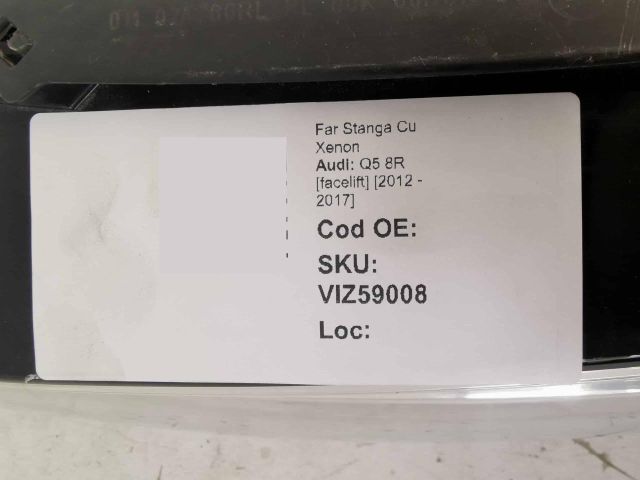 Far Stanga Cu
Xenon
Audi: Q5 8R
[facelift] [2012 -
2017]
Cod OE:
SKU:
VIZ59008
Loc: